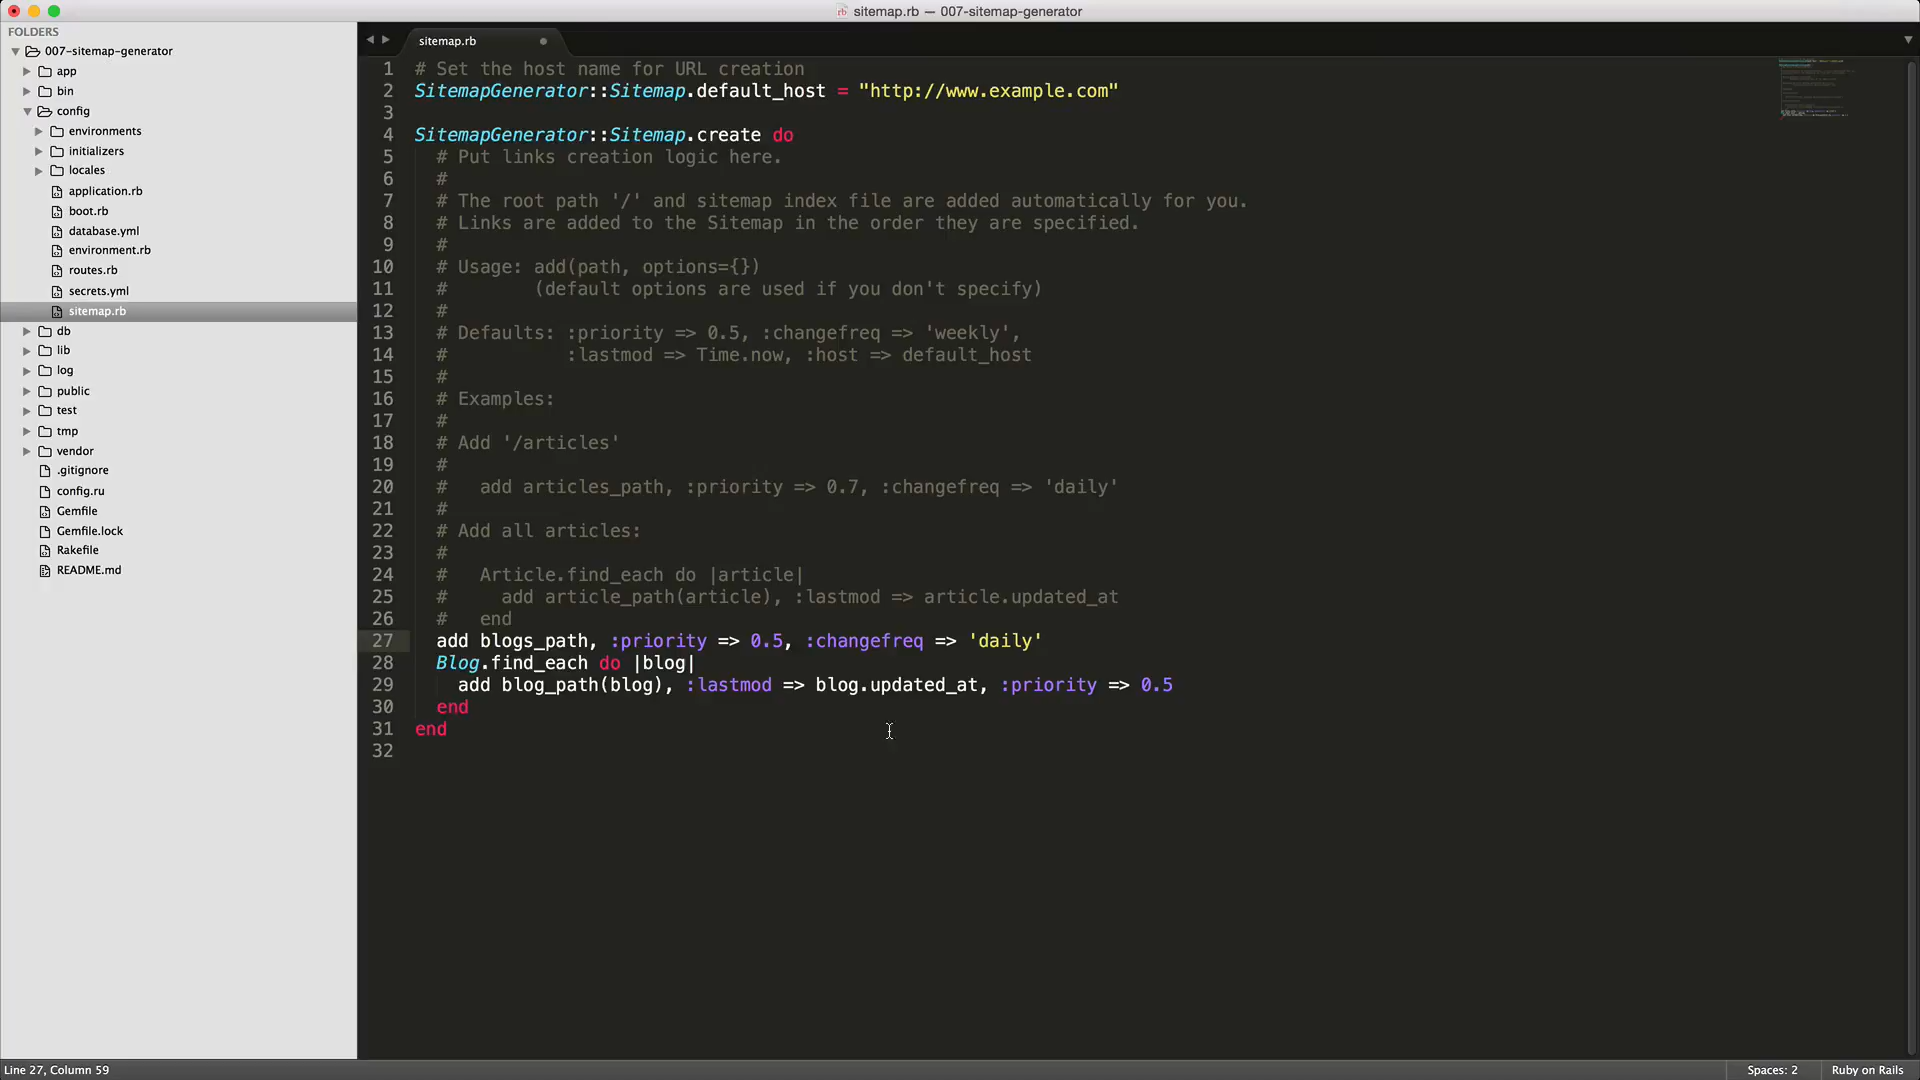 sitemap.rb — 007-sitemap-generator
FOLDERS
007-sitemap-generator
app
bin
config
environments
initializers
locales
application.rb
boot.rb
database.yml
environment.rb
routes.rb
secrets.yml
sitemap.rb
db
lib
log
public
test
tmp
vendor
.gitignore
config.ru
Gemfile
Gemfile.lock
Rakefile
README.md
sitemap.rb
1 # Set the host name for URL creation
2 SitemapGenerator::Sitemap.default_host = "http://www.example.com"
3
4 SitemapGenerator::Sitemap.create do
5 # Put links creation logic here.
6 #
7 # The root path '/' and sitemap index file are added automatically for you.
8 # Links are added to the Sitemap in the order they are specified.
9 #
10 # Usage: add(path, options={})
11 # (default options are used if you don't specify)
12 #
13 # Defaults: :priority => 0.5, :changefreq => 'weekly',
14 # :lastmod => Time.now, :host => default_host
15 #
16 # Examples:
17 #
18 # Add '/articles'
19 #
20 # add articles_path, :priority => 0.7, :changefreq => 'daily'
21 #
22 # Add all articles:
23 #
24 # Article.find_each do |article|
25 # add article_path(article), :lastmod => article.updated_at
26 # end
27 add blogs_path, :priority => 0.5, :changefreq => 'daily'
28 Blog.find_each do |blog|
29 add blog_path(blog), :lastmod => blog.updated_at, :priority => 0.5
30 end
31 end
32
Line 27, Column 59
Spaces: 2
Ruby on Rails